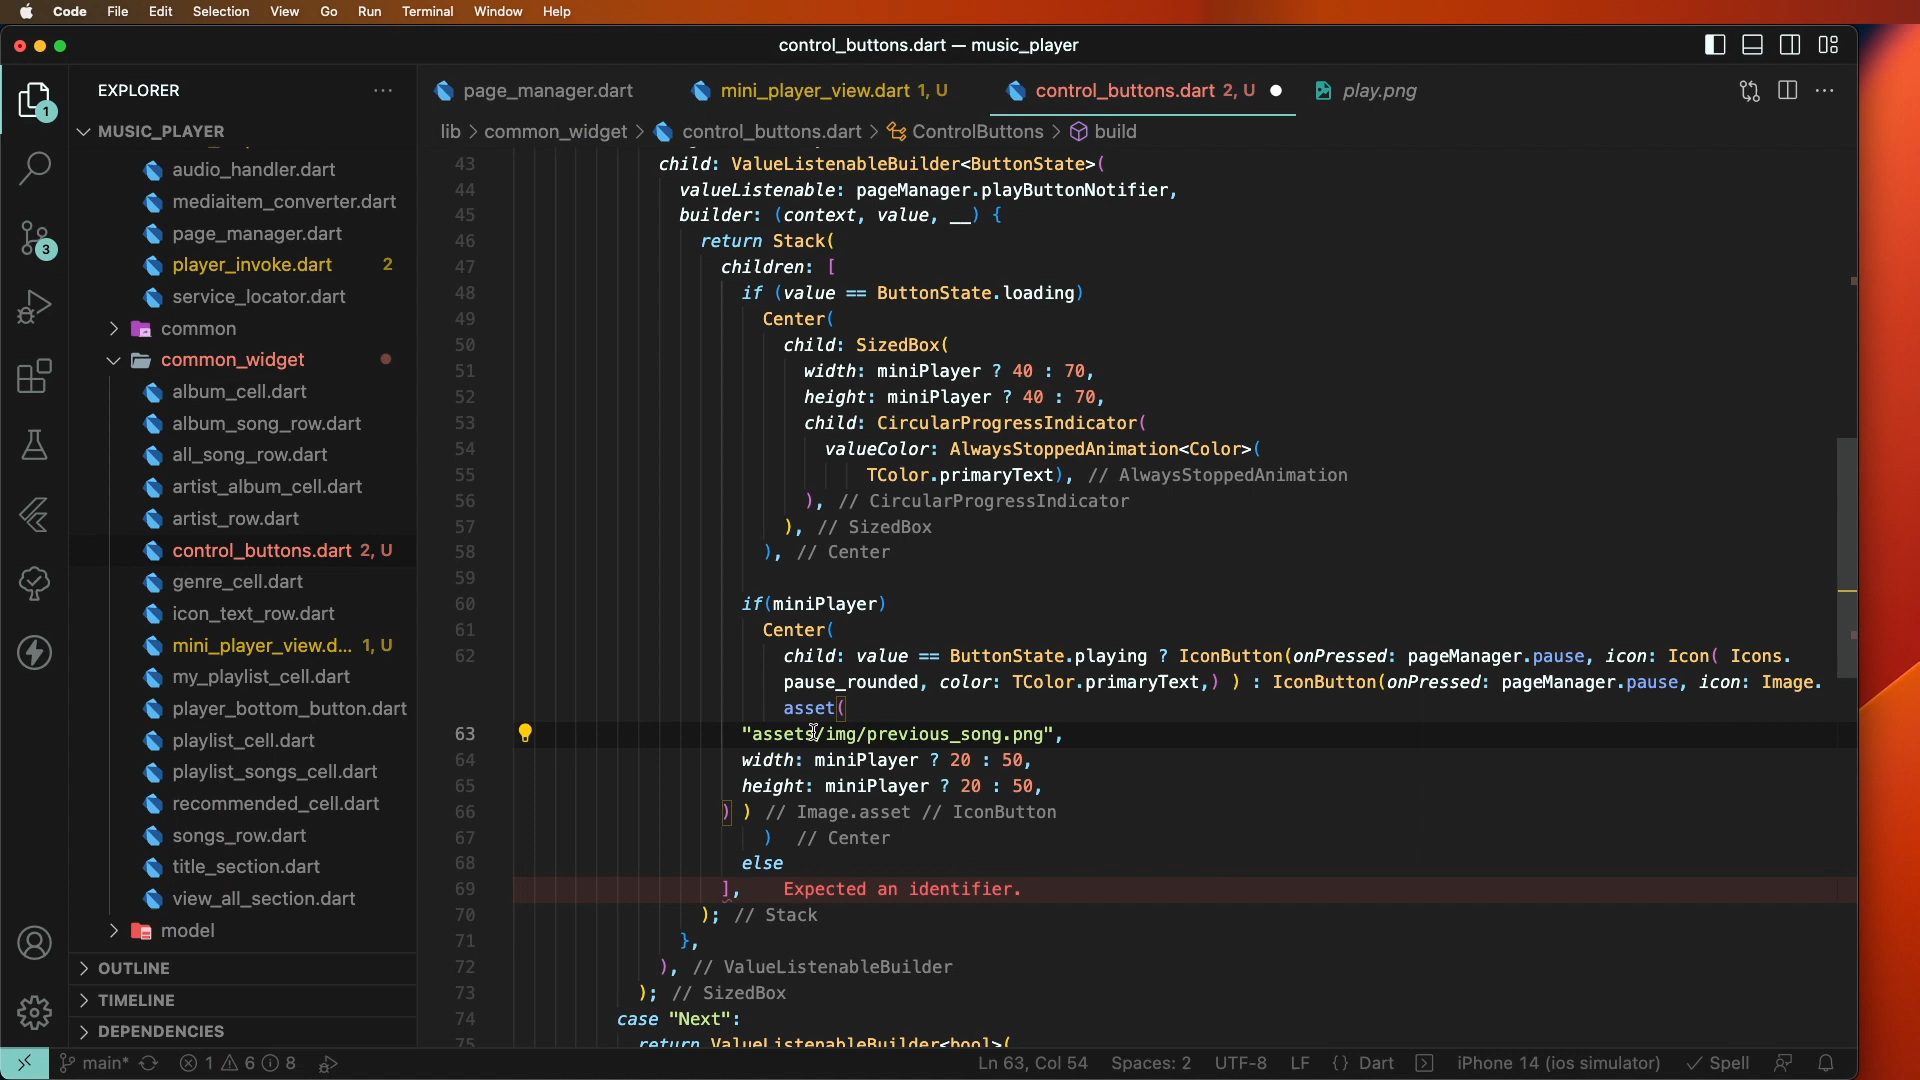 Code File Edit Selection View Go Run Terminal Window Help
control_buttons.dart — music_player
EXPLORER
page_manager.dart
mini_player_view.dart 1, U
control_buttons.dart 2, U
play.png
1
MUSIC_PLAYER
lib > common_widget > control_buttons.dart > ControlButtons > build
audio_handler.dart
mediaitem_converter.dart
page_manager.dart
player_invoke.dart 2
service_locator.dart
common
common_widget
album_cell.dart
album_song_row.dart
all_song_row.dart
artist_album_cell.dart
artist_row.dart
control_buttons.dart 2, U
genre_cell.dart
icon_text_row.dart
mini_player_view.d... 1, U
my_playlist_cell.dart
player_bottom_button.dart
playlist_cell.dart
playlist_songs_cell.dart
recommended_cell.dart
songs_row.dart
title_section.dart
view_all_section.dart
model
OUTLINE
TIMELINE
DEPENDENCIES
3
43 child: ValueListenableBuilder<ButtonState>(
44 valueListenable: pageManager.playButtonNotifier,
45 builder: (context, value, __) {
46 return Stack(
47 children: [
48 if (value == ButtonState.loading)
49 Center(
50 child: SizedBox(
51 width: miniPlayer ? 40 : 70,
52 height: miniPlayer ? 40 : 70,
53 child: CircularProgressIndicator(
54 valueColor: AlwaysStoppedAnimation<Color>(
55 TColor.primaryText), // AlwaysStoppedAnimation
56 ), // CircularProgressIndicator
57 ), // SizedBox
58 ), // Center
59
60 if(miniPlayer)
61 Center(
62 child: value == ButtonState.playing ? IconButton(onPressed: pageManager.pause, icon: Icon( Icons.
pause_rounded, color: TColor.primaryText,) ) : IconButton(onPressed: pageManager.pause, icon: Image.
asset(
63 "assets/img/previous_song.png",
64 width: miniPlayer ? 20 : 50,
65 height: miniPlayer ? 20 : 50,
66 ) ) // Image.asset // IconButton
67 ) // Center
68 else
69 ], Expected an identifier.
70 ); // Stack
71 },
72 ), // ValueListenableBuilder
73 ); // SizedBox
74 case "Next":
75 return ValueListenableBuilder<bool>(
main* 1 6 8 Ln 63, Col 54 Spaces: 2 UTF-8 LF {} Dart iPhone 14 (ios simulator) Spell